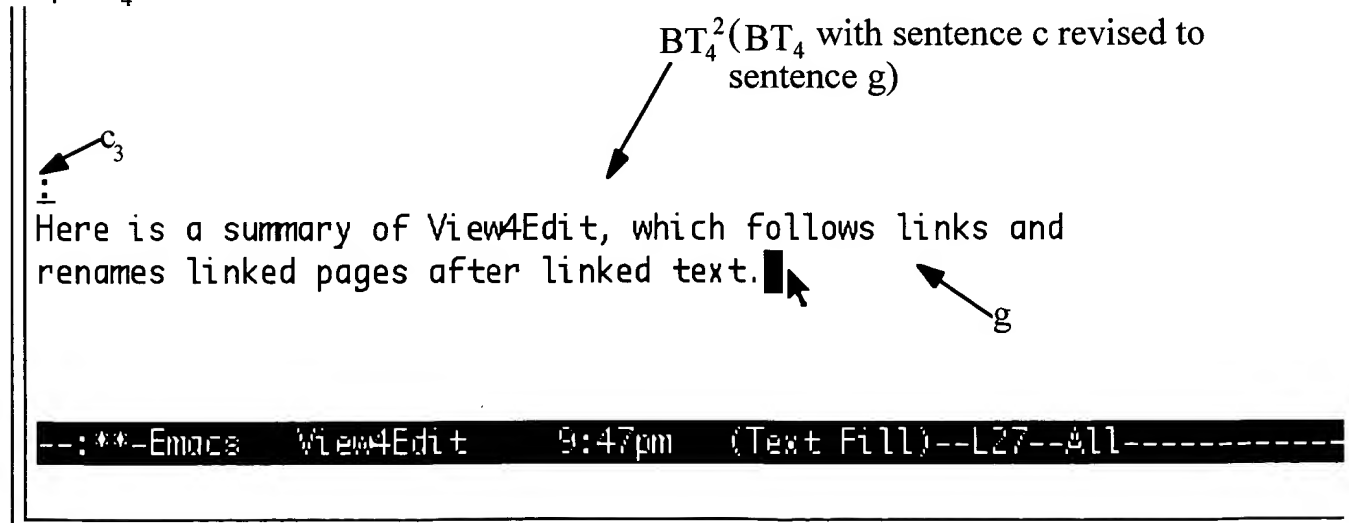 4
BT₄²(BT₄ with sentence c revised to
sentence g)
c₃
:
Here is a summary of View4Edit, which follows links and
renames linked pages after linked text.
g
--:**-Emacs View4Edit 9:47pm (Text Fill)--L27--All------------